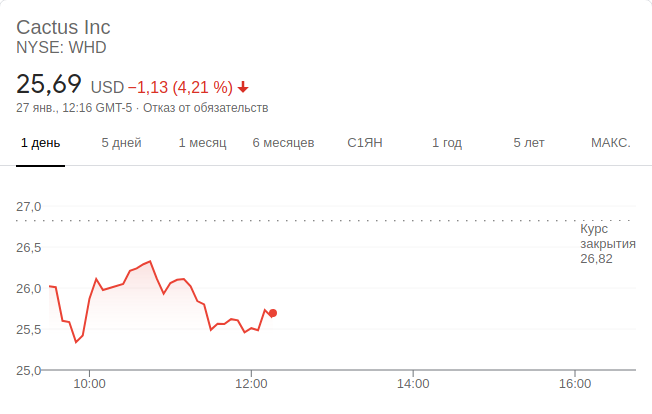 Cactus Inc
NYSE: WHD
25,69 USD −1,13 (4,21 %)
27 янв., 12:16 GMT-5 · Отказ от обязательств
1 день 5 дней 1 месяц 6 месяцев С1ЯН 1 год 5 лет МАКС.
27,0
Курс
закрытия
26,82
26,5
26,0
25,5
25,0
10:00 12:00 14:00 16:00